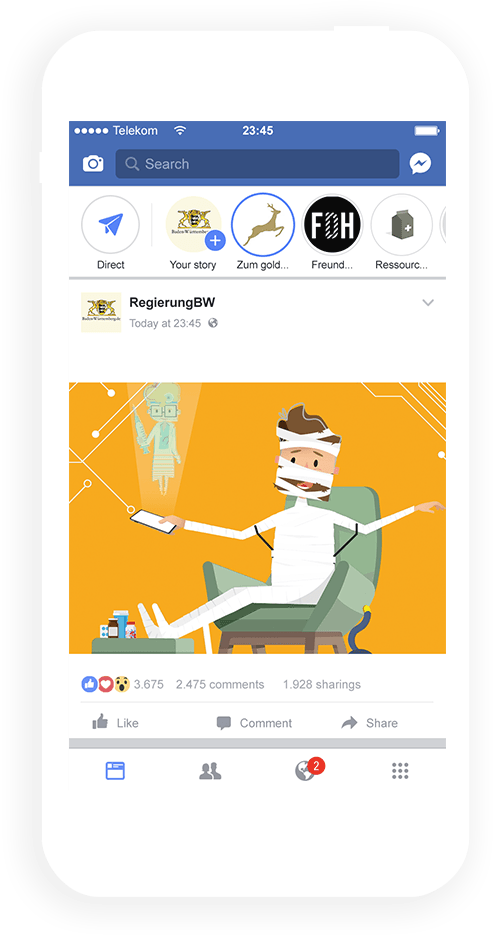 Telekom 23:45
Search
FDH
Direct Your story Zum gold... Freund... Ressourc...
RegierungBW
Today at 23:45
3.675 2.475 comments 1.928 sharings
Like Comment Share
2